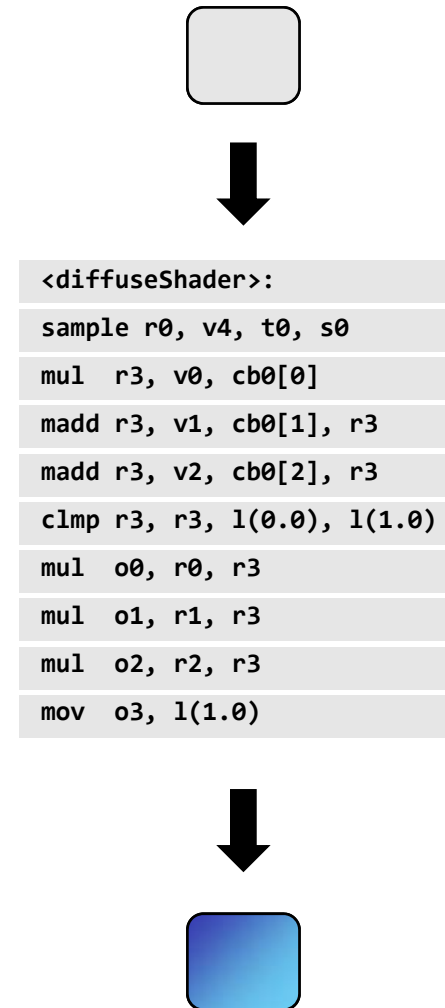 <diffuseShader>:
sample r0, v4, t0, s0
mul  r3, v0, cb0[0]
madd r3, v1, cb0[1], r3
madd r3, v2, cb0[2], r3
clmp r3, r3, l(0.0), l(1.0)
mul  o0, r0, r3
mul  o1, r1, r3
mul  o2, r2, r3
mov  o3, l(1.0)